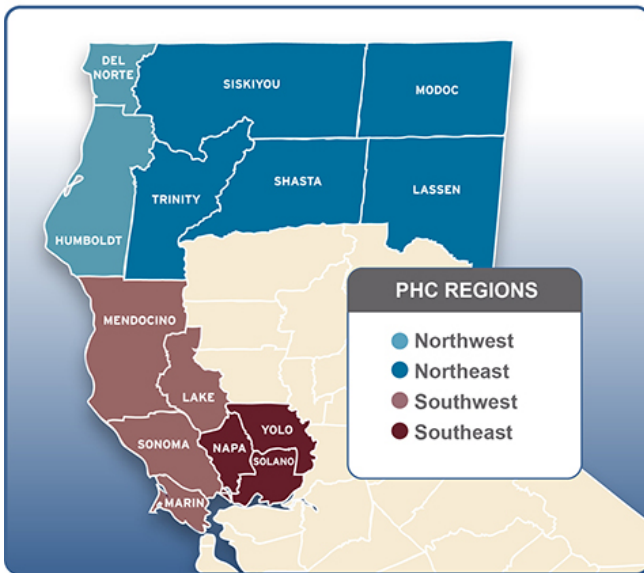 DEL
NORTE
SISKIYOU
MODOC
TRINITY
SHASTA
LASSEN
HUMBOLDT
MENDOCINO
LAKE
SONOMA
NAPA
YOLO
SOLANO
MARIN
PHC REGIONS
Northwest
Northeast
Southwest
Southeast